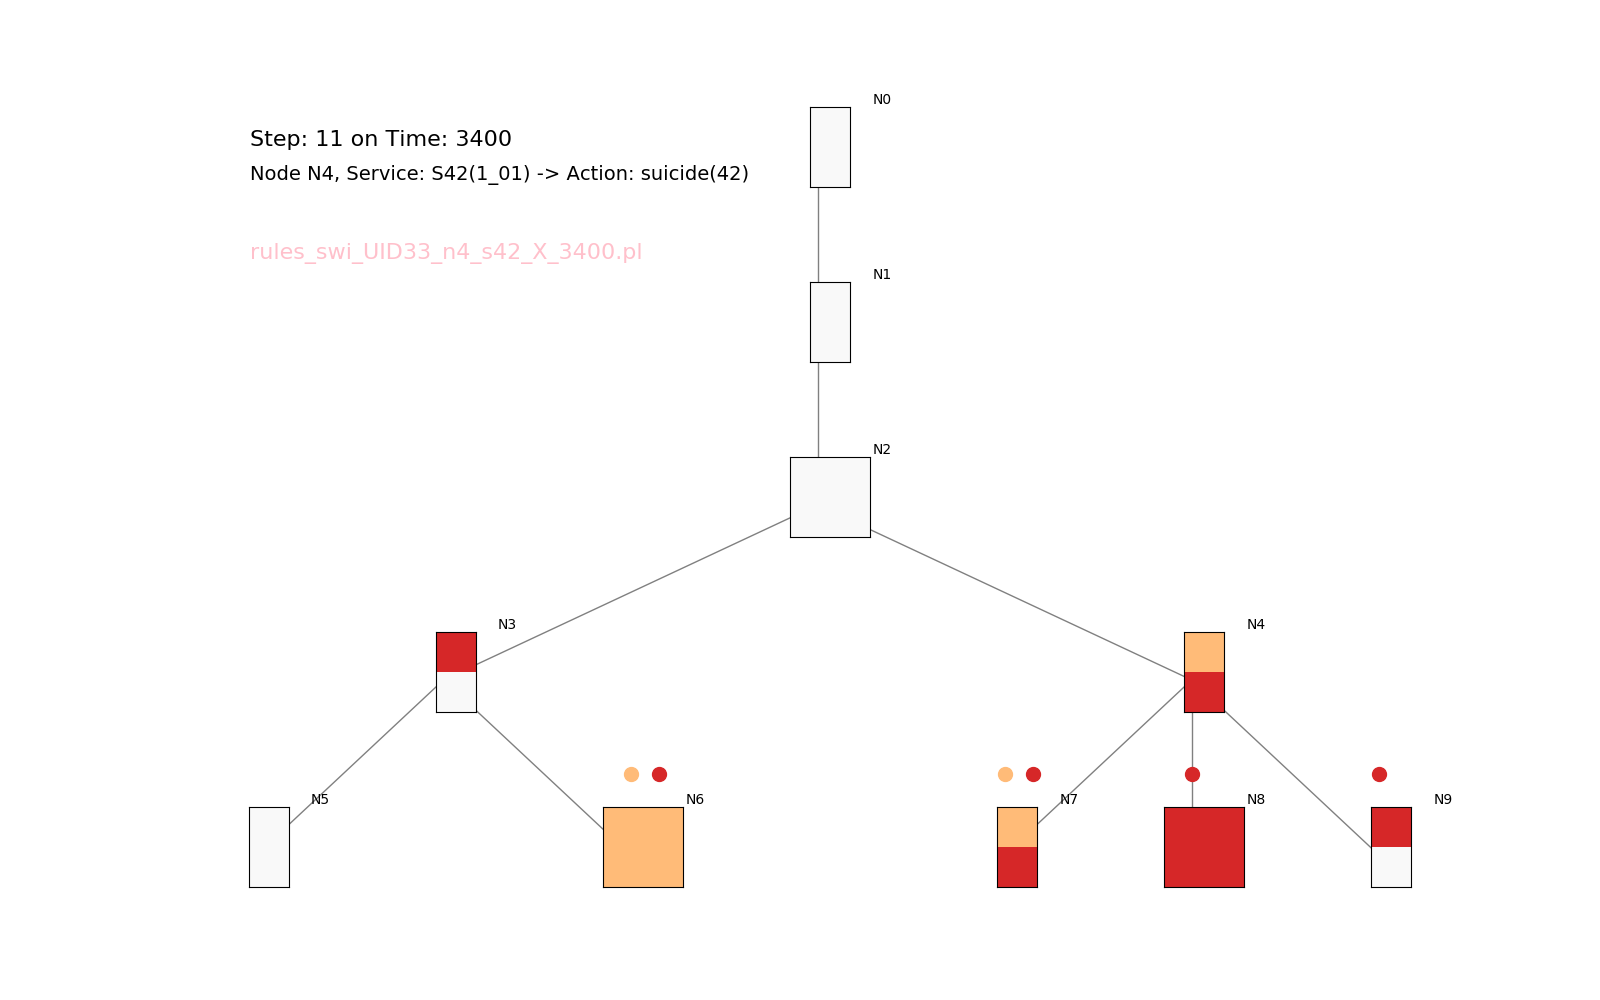 N0
Step: 11 on Time: 3400
Node N4, Service: S42(1_01) -> Action: suicide(42)
rules_swi_UID33_n4_s42_X_3400.pl
N1
N2
N3
N4
N5
N6
N7
N8
N9